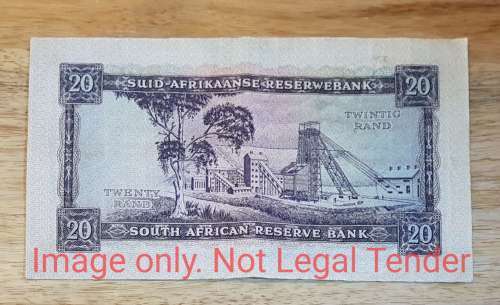 20 SUID-AFRIKAANSE RESERWEBANK 20
TWINTIG
RAND
TWENTY
RAND
20 SOUTH AFRICAN RESERVE BANK 20
Image only. Not Legal Tender